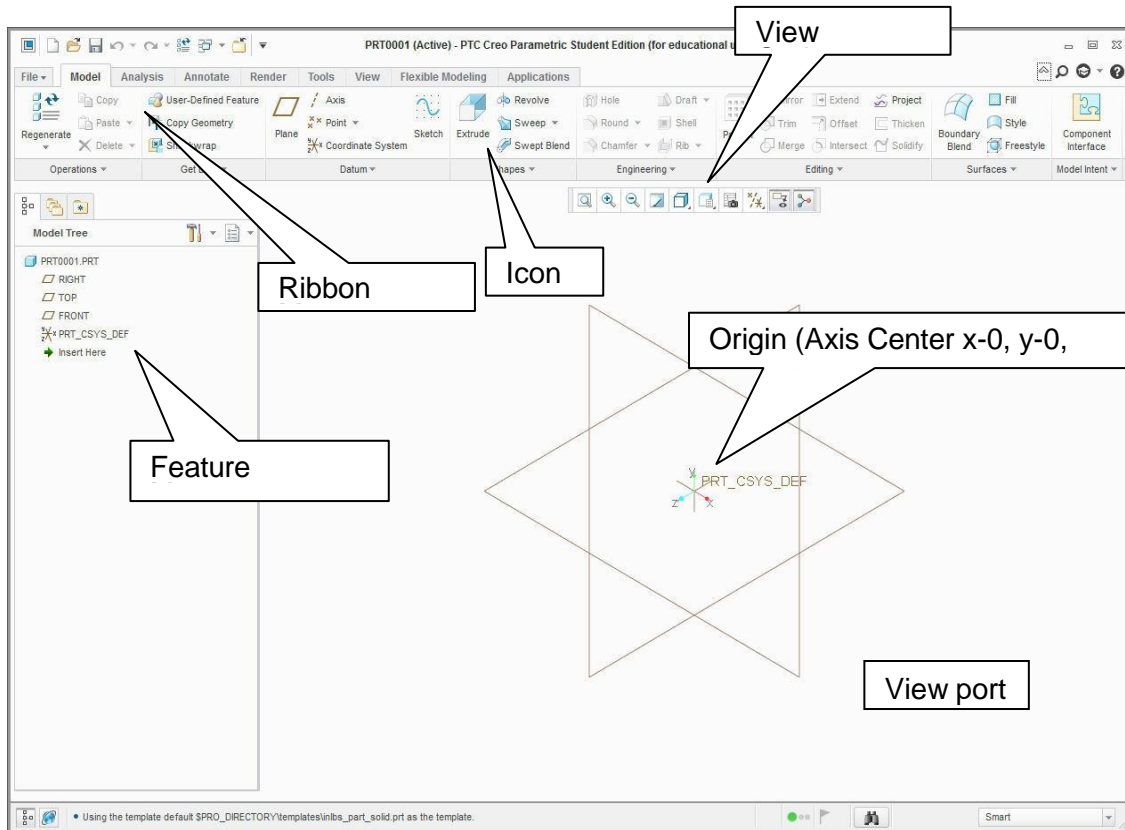 View
PRT0001 (Active) - PTC Creo Parametric Student Edition (for educational u
File Model Analysis Annotate Render Tools View Flexible Modeling Applications
Regenerate
Copy
Paste
Delete
Operations
User-Defined Feature
Copy Geometry
Plane
Axis
Point
Coordinate System
Sketch
Datum
Extrude
Revolve
Sweep
Swept Blend
Hole
Round
Chamfer
Draft
Shell
Rib
Engineering
Trim
Merge
Extend
Offset
Intersect
Project
Thicken
Solidify
Editing
Boundary
Blend
Fill
Style
Freestyle
Surfaces
Component
Interface
Model Intent
Model Tree
PRT0001.PRT
RIGHT
TOP
FRONT
PRT_CSYS_DEF
Insert Here
Ribbon
Icon
Origin (Axis Center x-0, y-0,
Feature
y
PRT_CSYS_DEF
z
x
View port
Using the template default $PRO_DIRECTORY\templates\inlbs_part_solid.prt as the template.
Smart